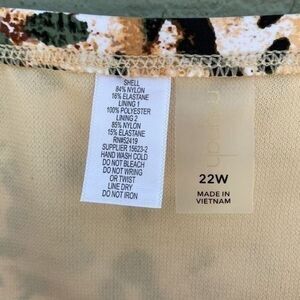 SHELL
84% NYLON
16% ELASTANE
LINING 1
100% POLYESTER
LINING 2
85% NYLON
15% ELASTANE
RN#52419
SUPPLIER 15623-2
HAND WASH COLD
DO NOT BLEACH
DO NOT WRING
OR TWIST
LINE DRY
DO NOT IRON
22W
MADE IN
VIETNAM